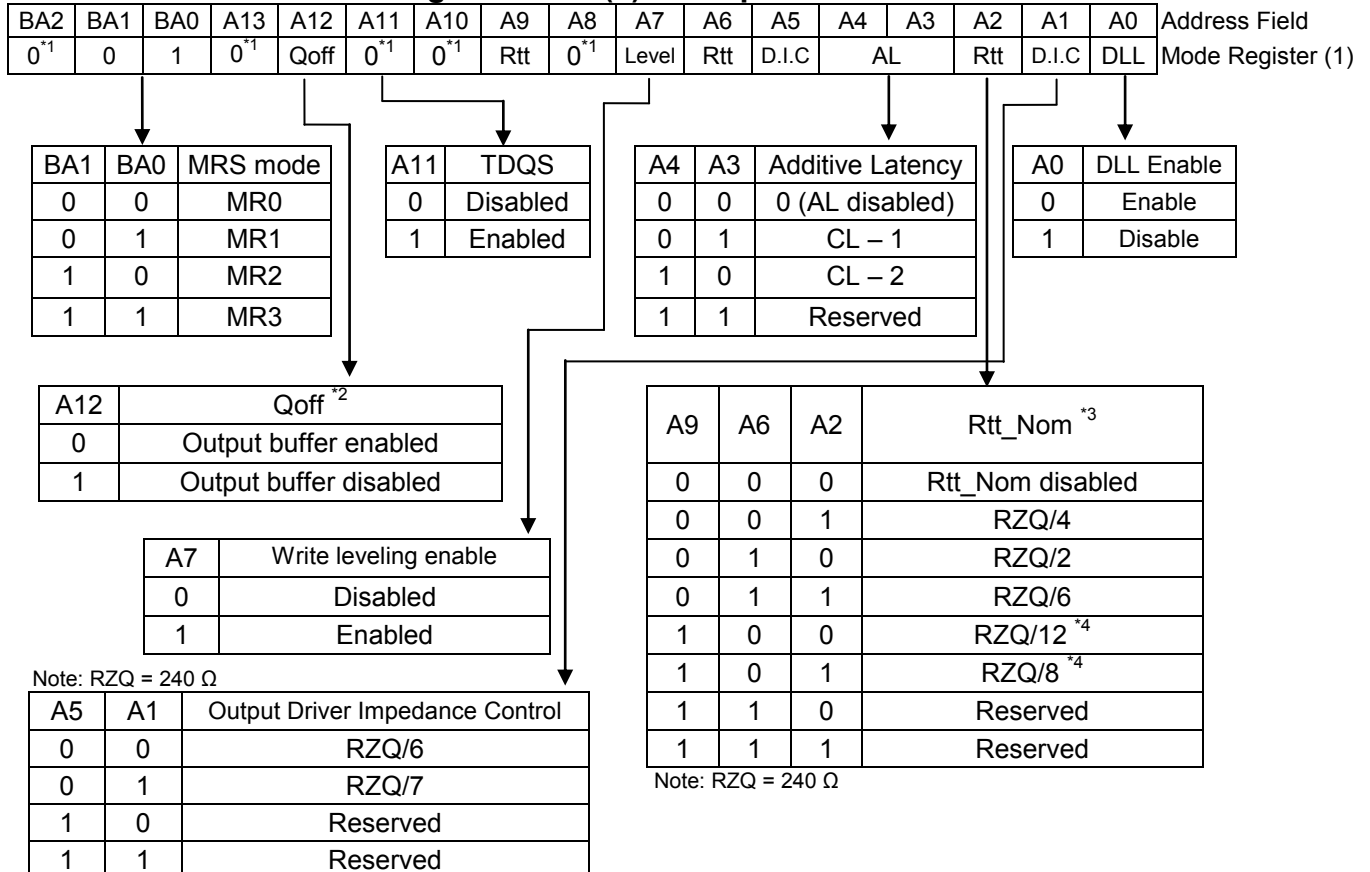 BA2 BA1 BA0 A13 A12 A11 A10 A9 A8 A7 A6 A5 A4 A3 A2 A1 A0 Address Field
0*1 0 1 0*1 Qoff 0*1 0*1 Rtt 0*1 Level Rtt D.I.C AL Rtt D.I.C DLL Mode Register (1)
BA1 BA0 MRS mode
0 0 MR0
0 1 MR1
1 0 MR2
1 1 MR3
A11 TDQS
0 Disabled
1 Enabled
A4 A3 Additive Latency
0 0 0 (AL disabled)
0 1 CL – 1
1 0 CL – 2
1 1 Reserved
A0 DLL Enable
0 Enable
1 Disable
A12 Qoff *2
0 Output buffer enabled
1 Output buffer disabled
A9 A6 A2 Rtt_Nom *3
0 0 0 Rtt_Nom disabled
0 0 1 RZQ/4
0 1 0 RZQ/2
0 1 1 RZQ/6
1 0 0 RZQ/12 *4
1 0 1 RZQ/8 *4
1 1 0 Reserved
1 1 1 Reserved
Note: RZQ = 240 Ω
A7 Write leveling enable
0 Disabled
1 Enabled
Note: RZQ = 240 Ω
A5 A1 Output Driver Impedance Control
0 0 RZQ/6
0 1 RZQ/7
1 0 Reserved
1 1 Reserved